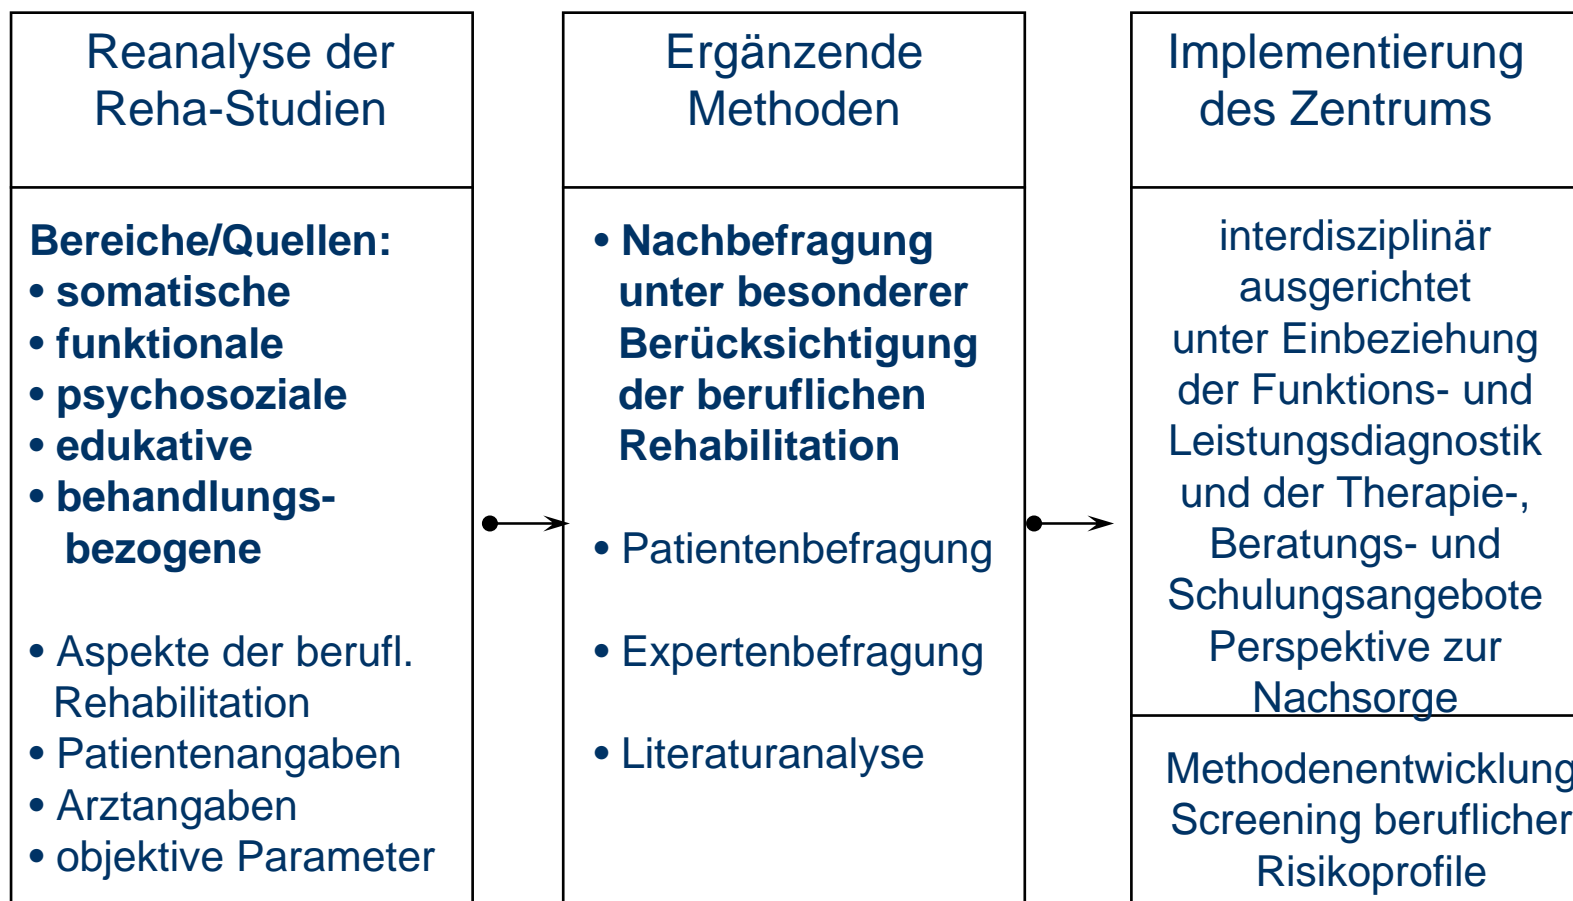 Reanalyse der
Reha-Studien
Bereiche/Quellen:
• somatische
• funktionale
• psychosoziale
• edukative
• behandlungs-
bezogene
• Aspekte der berufl.
Rehabilitation
• Patientenangaben
• Arztangaben
• objektive Parameter
Ergänzende
Methoden
• Nachbefragung
unter besonderer
Berücksichtigung
der beruflichen
Rehabilitation
• Patientenbefragung
• Expertenbefragung
• Literaturanalyse
Implementierung
des Zentrums
interdisziplinär
ausgerichtet
unter Einbeziehung
der Funktions- und
Leistungsdiagnostik
und der Therapie-,
Beratungs- und
Schulungsangebote
Perspektive zur
Nachsorge
Methodenentwicklung
Screening beruflicher
Risikoprofile